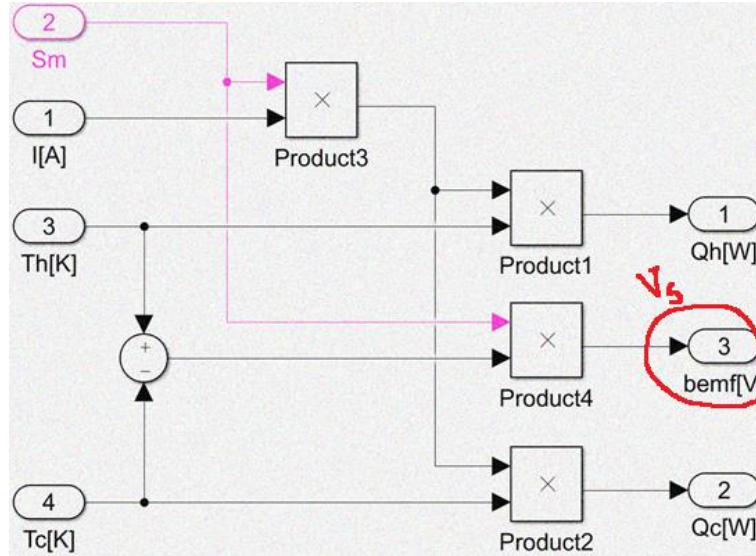 2
Sm
1
I[A]
×
Product3
3
Th[K]
×
Product1
1
Qh[W]
Vs
+
−
×
Product4
3
bemf[V
4
Tc[K]
×
Product2
2
Qc[W]